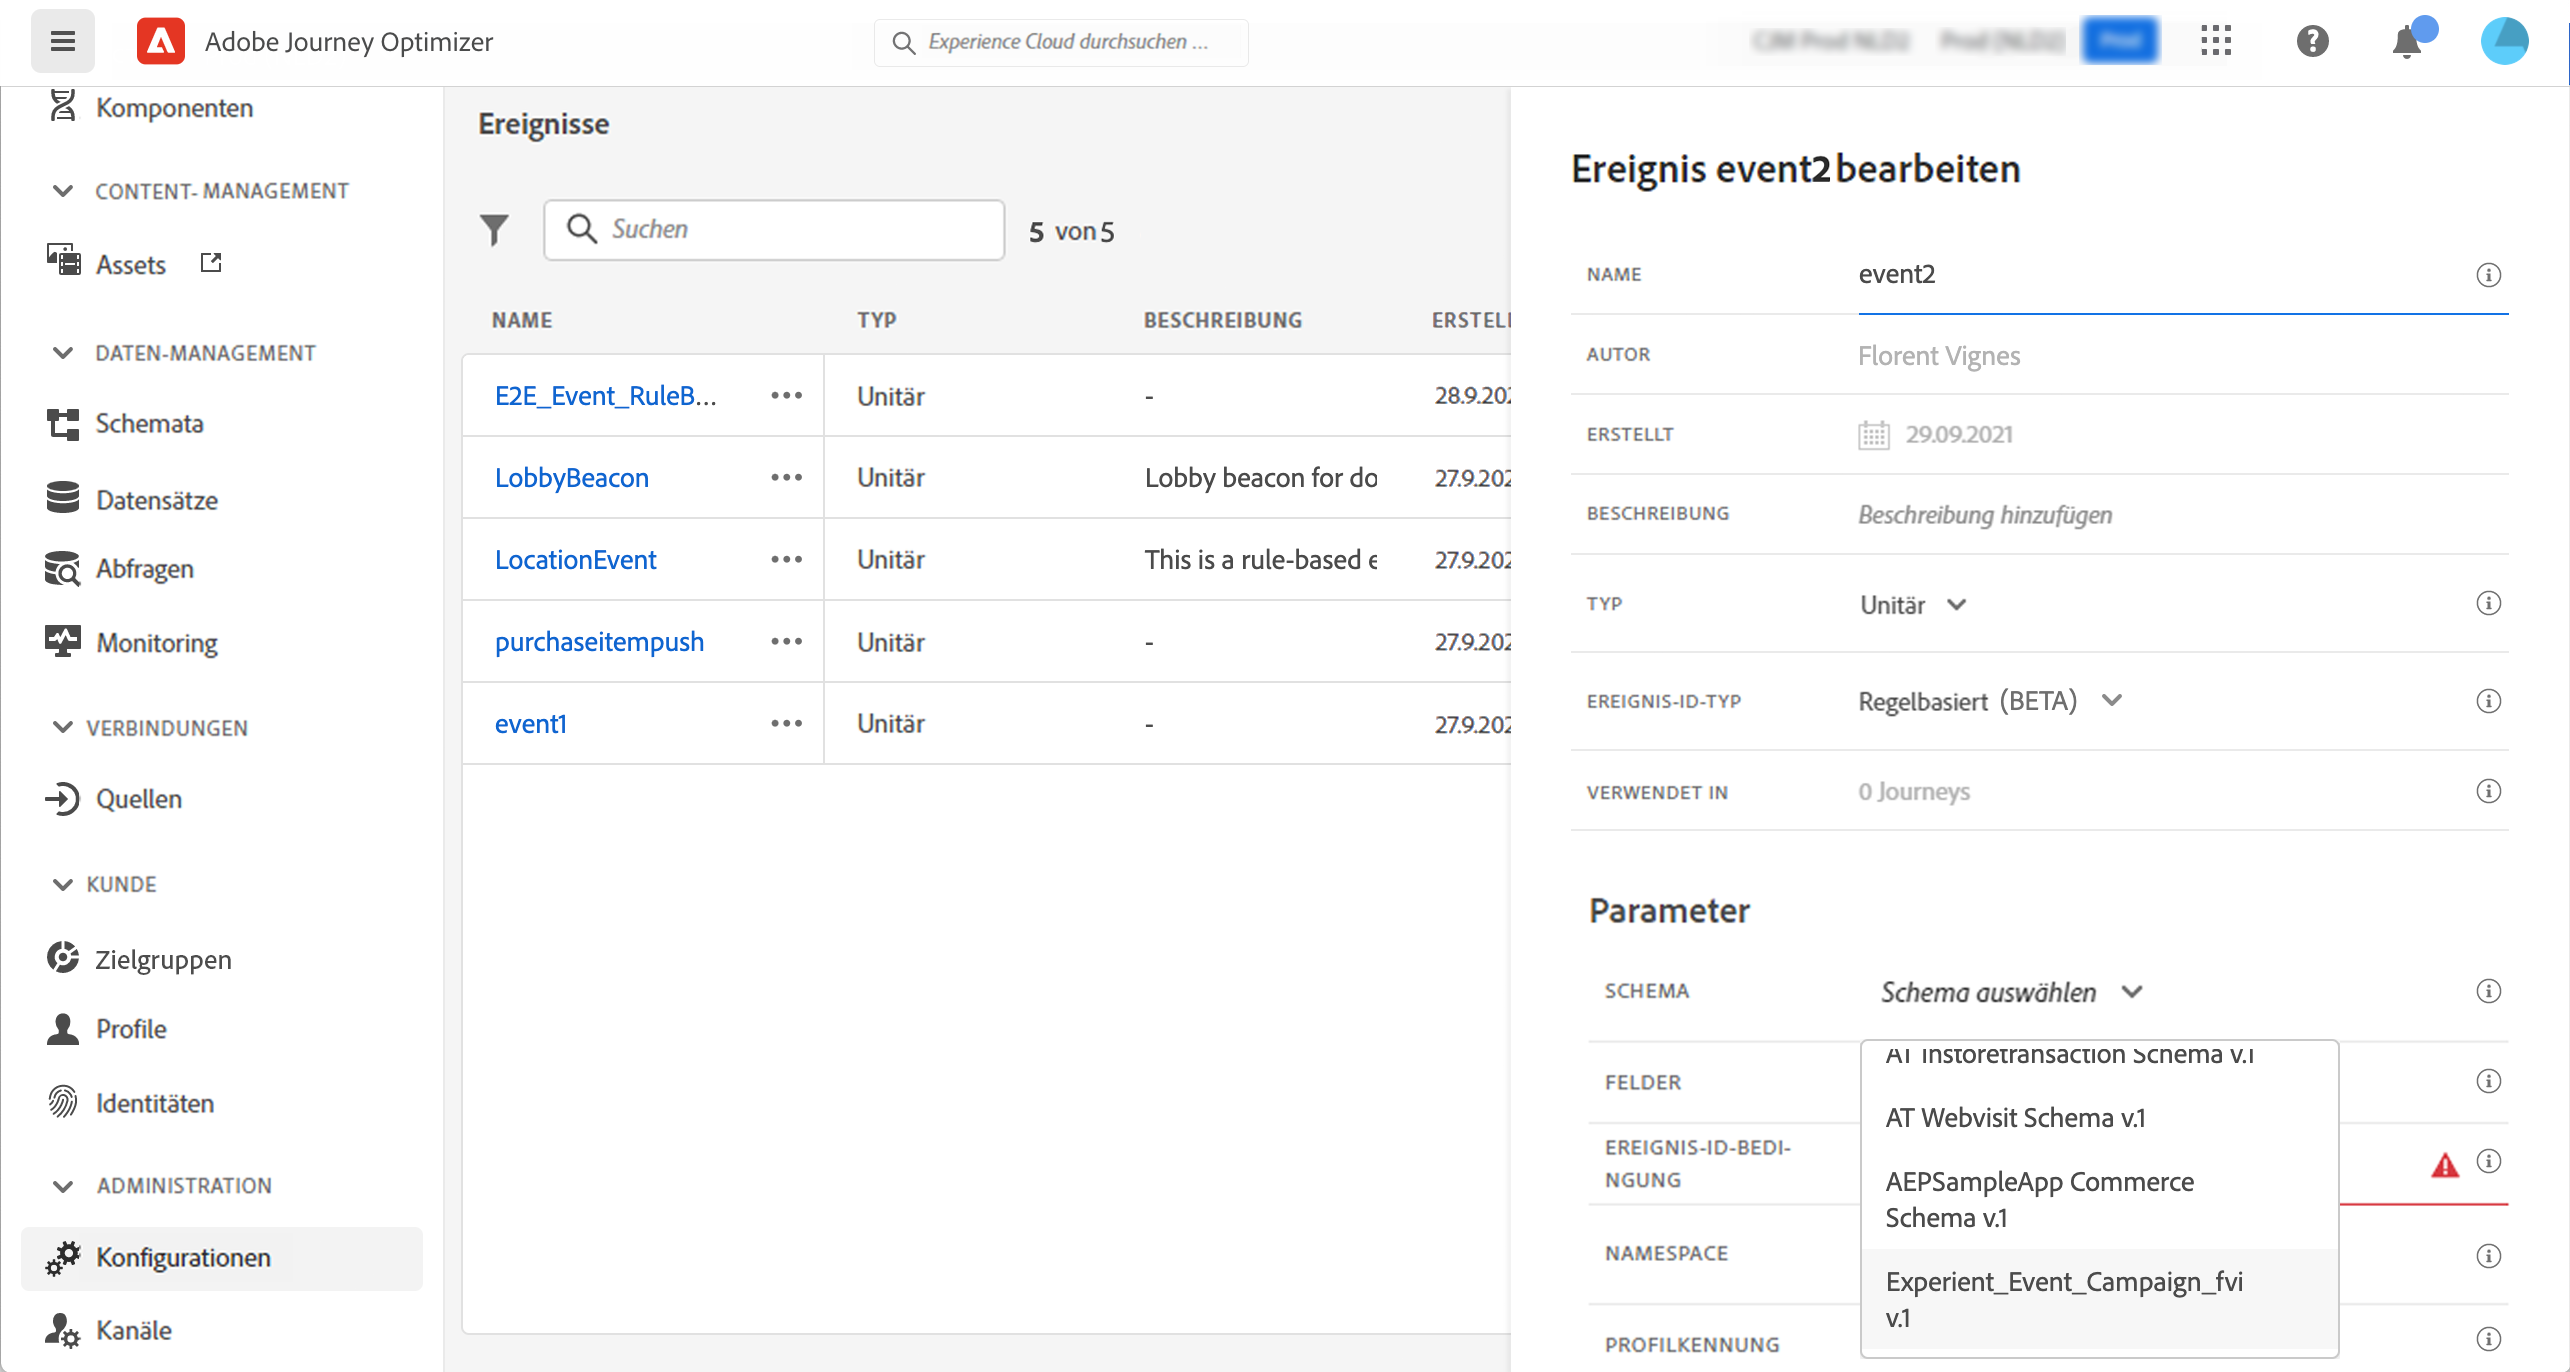 Adobe Journey Optimizer
Experience Cloud durchsuchen ...
Komponenten
CONTENT- MANAGEMENT
Assets
DATEN-MANAGEMENT
Schemata
Datensätze
Abfragen
Monitoring
VERBINDUNGEN
Quellen
KUNDE
Zielgruppen
Profile
Identitäten
ADMINISTRATION
Konfigurationen
Kanäle
Ereignisse
Suchen
5 von 5
NAME TYP BESCHREIBUNG ERSTELL
E2E_Event_RuleB... Unitär - 28.9.202
LobbyBeacon Unitär Lobby beacon for do 27.9.202
LocationEvent Unitär This is a rule-based e 27.9.202
purchaseitempush Unitär - 27.9.202
event1 Unitär - 27.9.202
Ereignis event2 bearbeiten
NAME event2
AUTOR Florent Vignes
ERSTELLT 29.09.2021
BESCHREIBUNG Beschreibung hinzufügen
TYP Unitär
EREIGNIS-ID-TYP Regelbasiert (BETA)
VERWENDET IN 0 Journeys
Parameter
SCHEMA Schema auswählen
FELDER
EREIGNIS-ID-BEDI-
NGUNG
NAMESPACE
PROFILKENNUNG
AT Instoretransaction Schema v.1
AT Webvisit Schema v.1
AEPSampleApp Commerce
Schema v.1
Experient_Event_Campaign_fvi
v.1